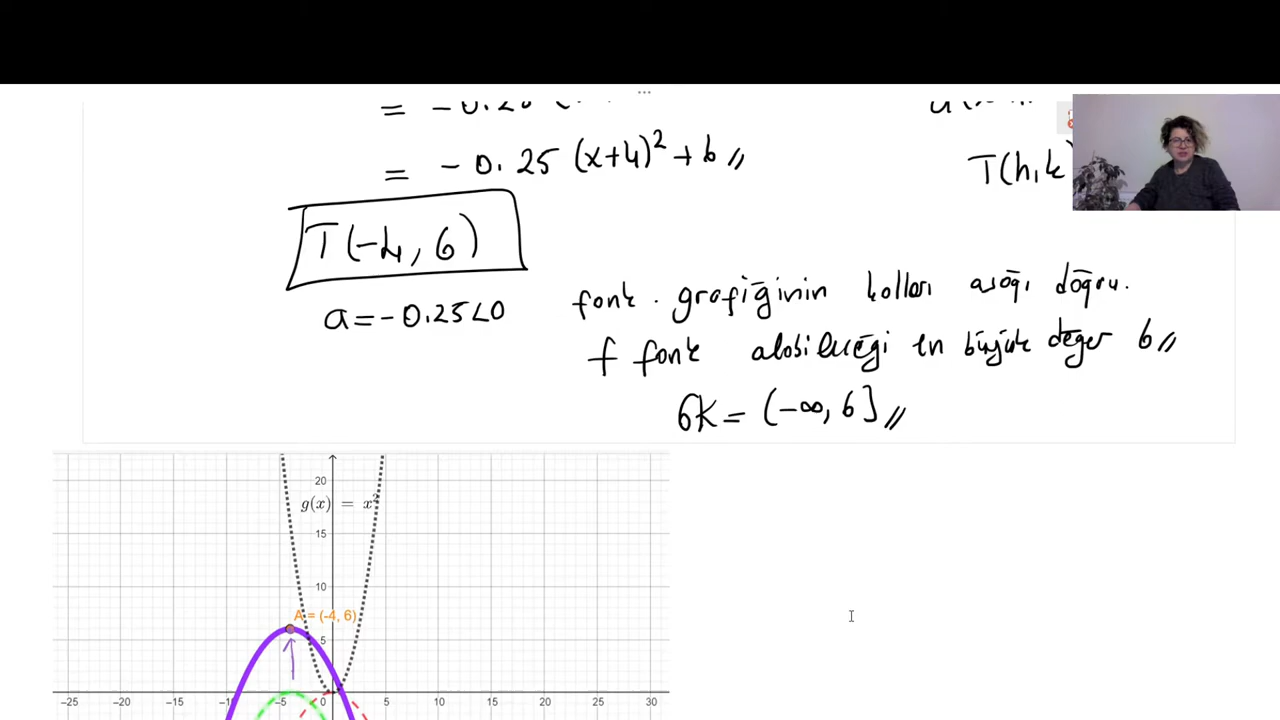 = -0.25 (x+4)² + 6 //
T(h, k)
T(-4, 6)
a = -0.25 < 0
fonk. grafiğinin kolları aşağı doğru.
f fonk alabileceği en büyük değer 6 //
GK = (-∞, 6] //
g(x) = x²
A = (-4, 6)
20
15
10
5
-25 -20 -15 -10 -5 0 5 10 15 20 25 30